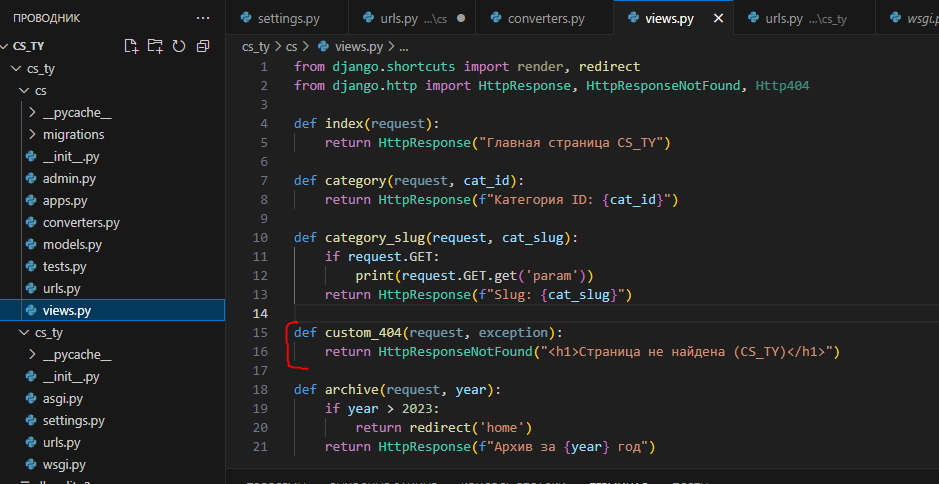 ПРОВОДНИК ...
CS_TY
cs_ty
cs
__pycache__
migrations
__init__.py
admin.py
apps.py
converters.py
models.py
tests.py
urls.py
views.py
cs_ty
__pycache__
__init__.py
asgi.py
settings.py
urls.py
wsgi.py
settings.py urls.py ...\cs converters.py views.py urls.py ...\cs_ty
cs_ty > cs > views.py > ...
1 from django.shortcuts import render, redirect
2 from django.http import HttpResponse, HttpResponseNotFound, Http404
3
4 def index(request):
5 return HttpResponse("Главная страница CS_TY")
6
7 def category(request, cat_id):
8 return HttpResponse(f"Категория ID: {cat_id}")
9
10 def category_slug(request, cat_slug):
11 if request.GET:
12 print(request.GET.get('param'))
13 return HttpResponse(f"Slug: {cat_slug}")
14
15 def custom_404(request, exception):
16 return HttpResponseNotFound("<h1>Страница не найдена (CS_TY)</h1>")
17
18 def archive(request, year):
19 if year > 2023:
20 return redirect('home')
21 return HttpResponse(f"Архив за {year} год")